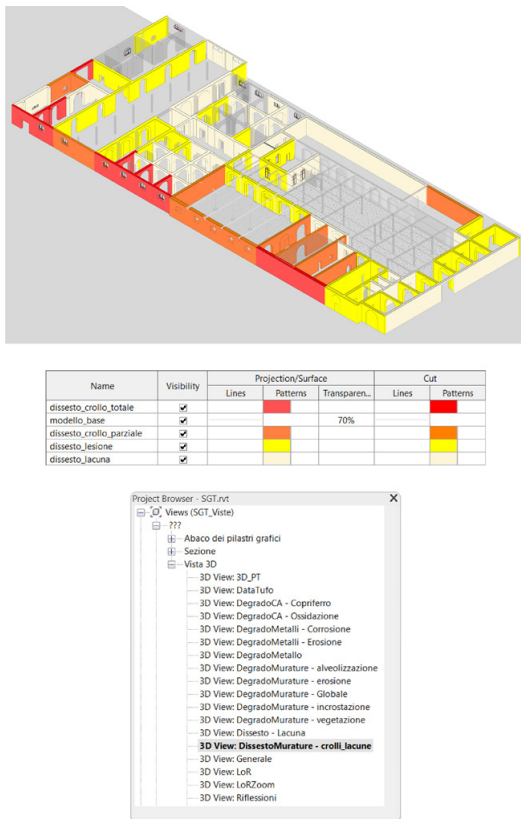 Name Visibility Projection/Surface Cut
Lines Patterns Transparen... Lines Patterns
dissesto_crollo_totale
modello_base 70%
dissesto_crollo_parziale
dissesto_lesione
dissesto_lacuna
Project Browser - SGT.rvt X
Views (SGT_Viste)
???
Abaco dei pilastri grafici
Sezione
Vista 3D
3D View: 3D_PT
3D View: DataTufo
3D View: DegradoCA - Copriferro
3D View: DegradoCA - Ossidazione
3D View: DegradoMetalli - Corrosione
3D View: DegradoMetalli - Erosione
3D View: DegradoMetallo
3D View: DegradoMurature - alveolizzazione
3D View: DegradoMurature - erosione
3D View: DegradoMurature - Globale
3D View: DegradoMurature - incrostazione
3D View: DegradoMurature - vegetazione
3D View: Dissesto - Lacuna
3D View: DissestoMurature - crolli_lacune
3D View: Generale
3D View: LoR
3D View: LoRZoom
3D View: Riflessioni